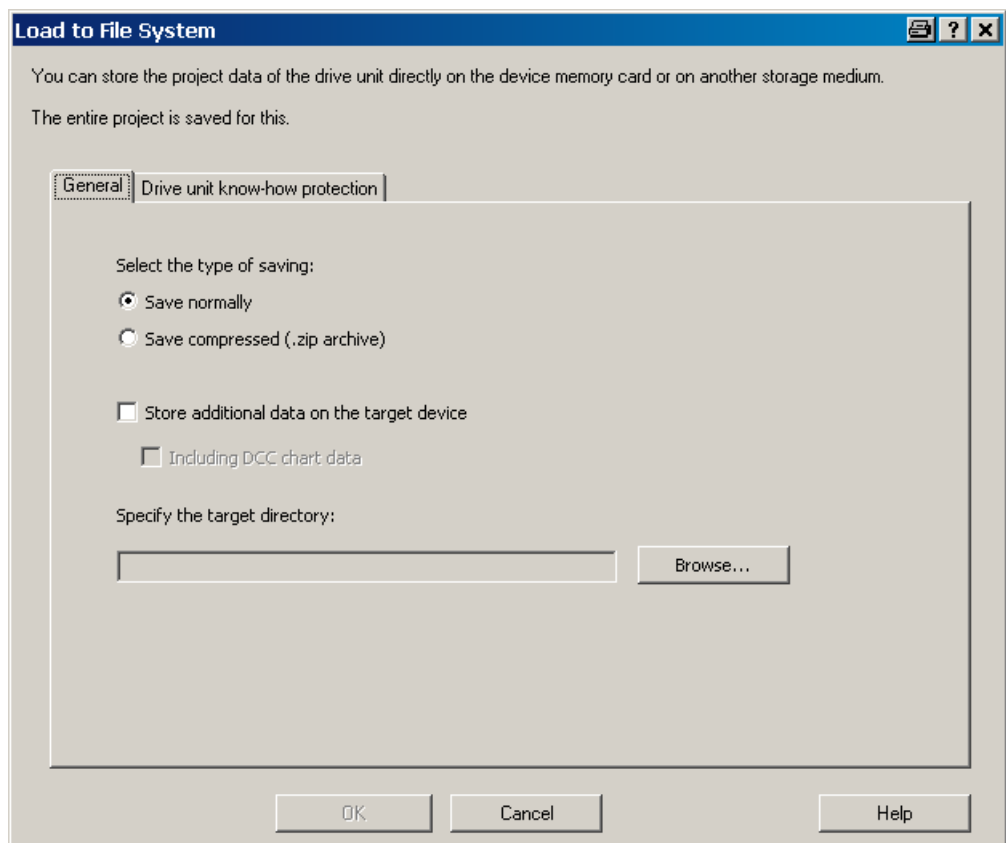 Load to File System
?
You can store the project data of the drive unit directly on the device memory card or on another storage medium.
The entire project is saved for this.
General Drive unit know-how protection
Select the type of saving:
Save normally
Save compressed (.zip archive)
Store additional data on the target device
Including DCC chart data
Specify the target directory:
Browse...
OK Cancel Help